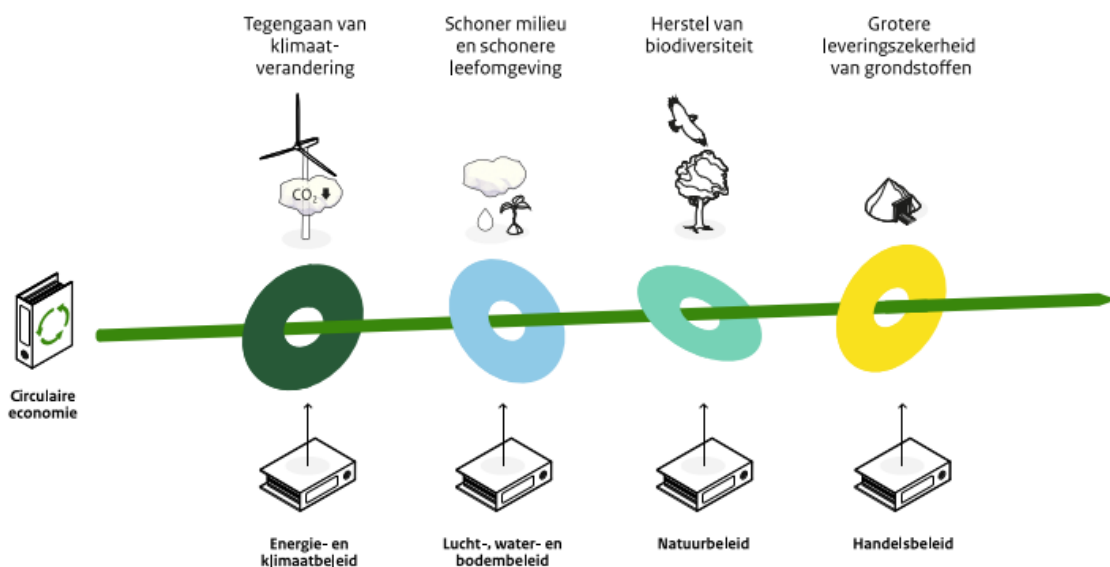 Tegengaan van
klimaat-
verandering
Schoner milieu
en schonere
leefomgeving
Herstel van
biodiversiteit
Grotere
leveringszekerheid
van grondstoffen
CO₂
Circulaire
economie
Energie- en
klimaatbeleid
Lucht-, water- en
bodembeleid
Natuurbeleid
Handelsbeleid